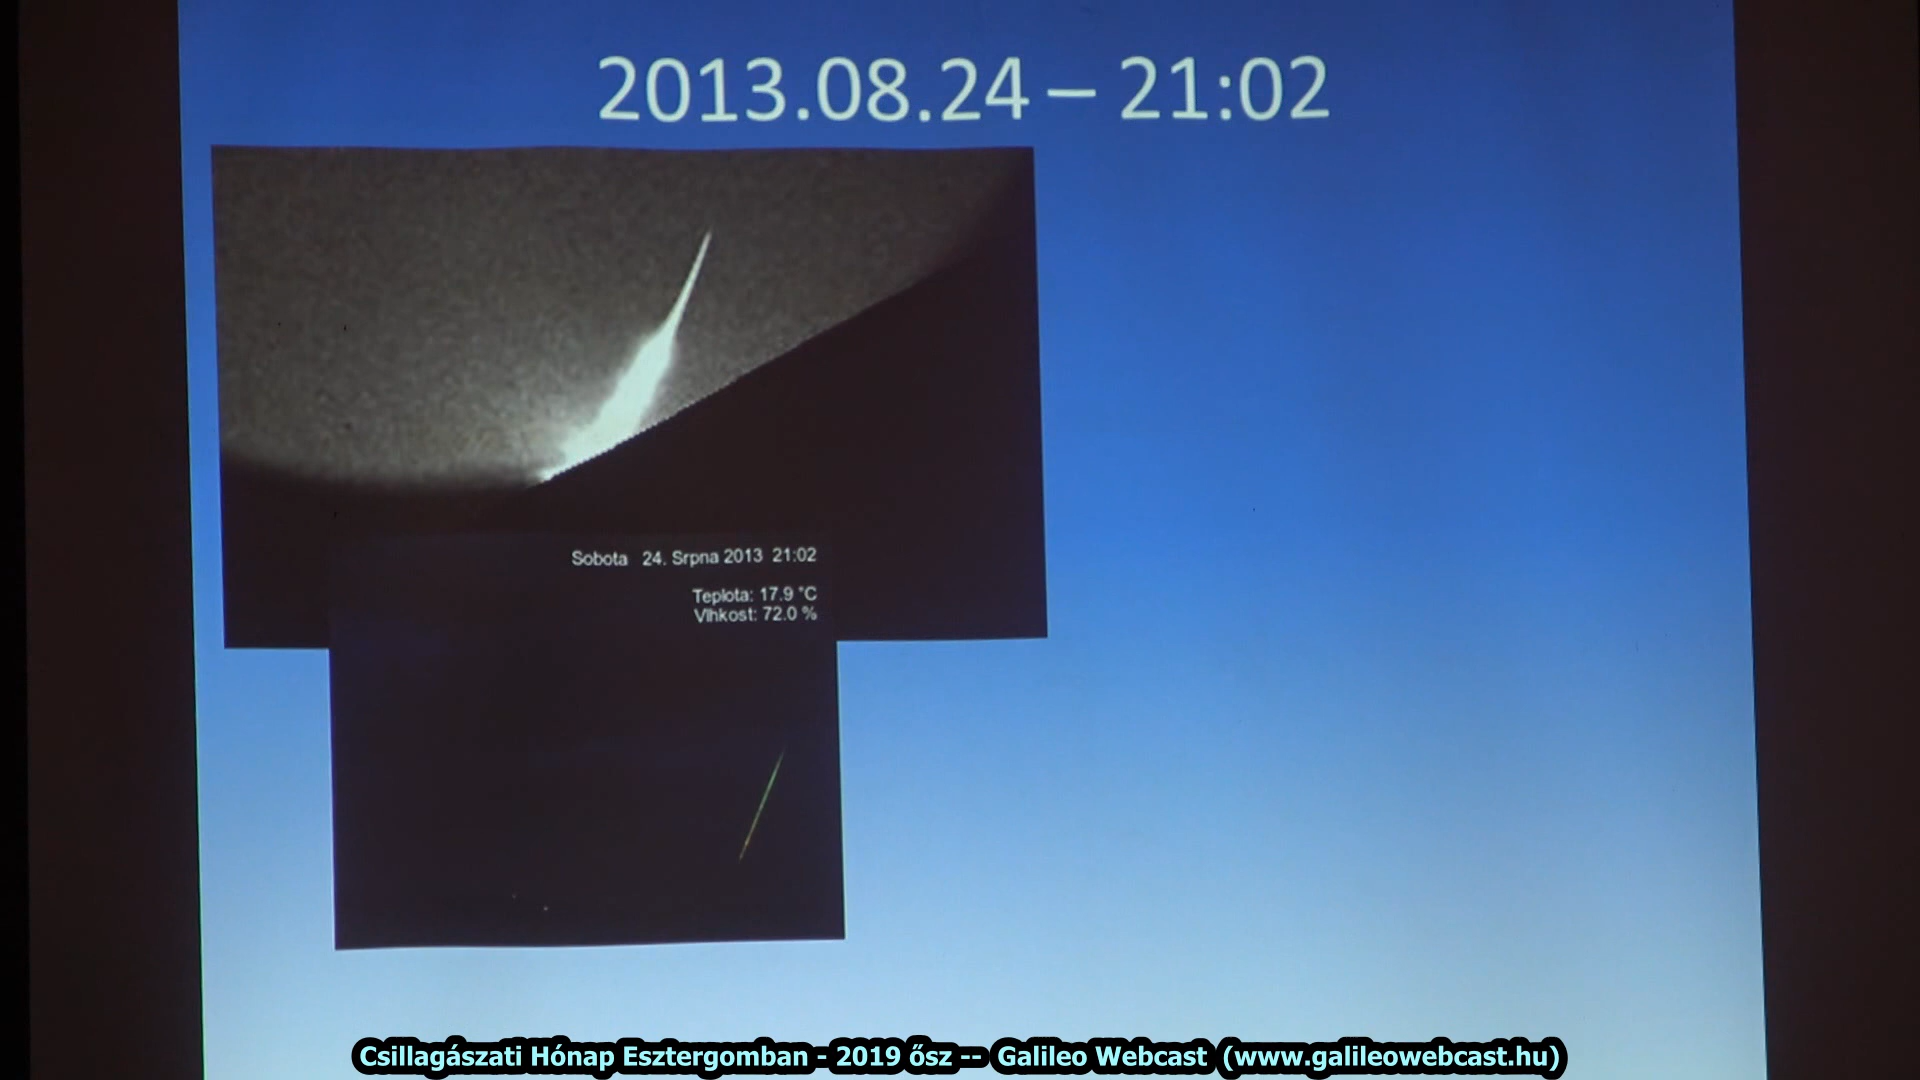 2013.08.24 – 21:02
Sobota 24. Srpna 2013 21:02
Teplota: 17.9 °C
Vlhkost: 72.0 %
Csillagászati Hónap Esztergomban - 2019 ősz -- Galileo Webcast (www.galileowebcast.hu)